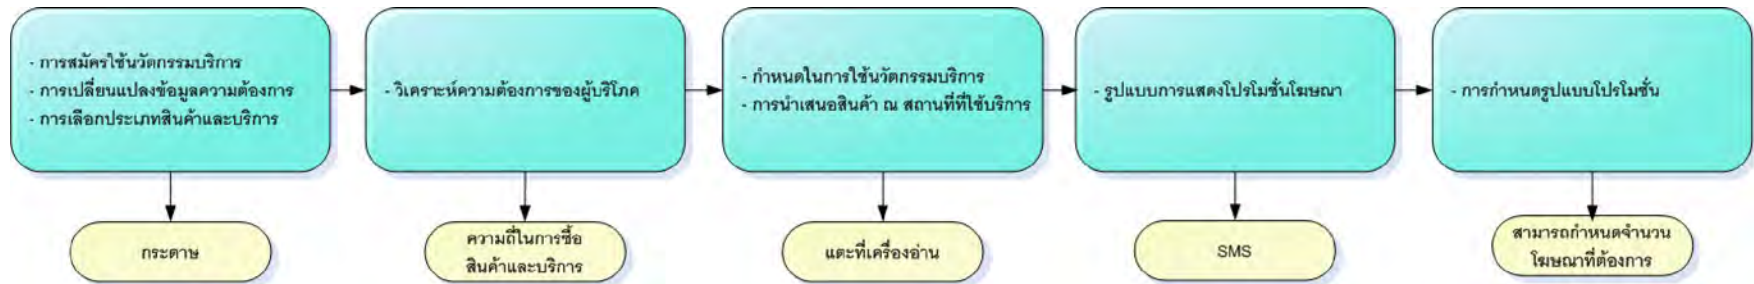 - การสมัครใช้นวัตกรรมบริการ
- การเปลี่ยนแปลงข้อมูลความต้องการ
- การเลือกประเภทสินค้าและบริการ
- วิเคราะห์ความต้องการของผู้บริโภค
- กำหนดในการใช้นวัตกรรมบริการ
- การนำเสนอสินค้า ณ สถานที่ที่ใช้บริการ
- รูปแบบการแสดงโปรโมชั่นโฆษณา
- การกำหนดรูปแบบโปรโมชั่น
กระดาษ
ความถี่ในการซื้อ
สินค้าและบริการ
แตะที่เครื่องอ่าน
SMS
สามารถกำหนดจำนวน
โฆษณาที่ต้องการ